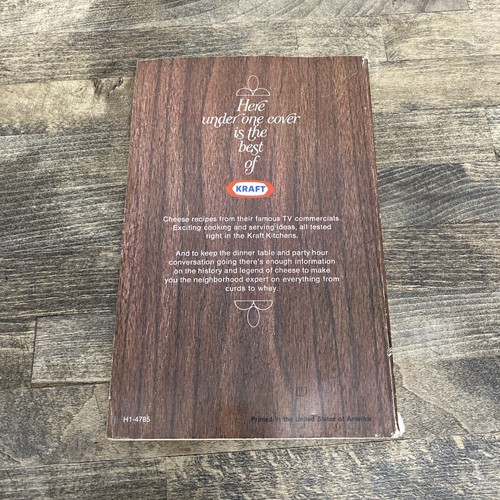 Here
under one cover
is the
best
of
KRAFT
Cheese recipes from their famous TV commercials.
Exciting cooking and serving ideas, all tested
right in the Kraft Kitchens.
And to keep the dinner table and party hour
conversation going there's enough information
on the history and legend of cheese to make
you the neighborhood expert on everything from
curds to whey.
H1-4785
Printed in the United States of America